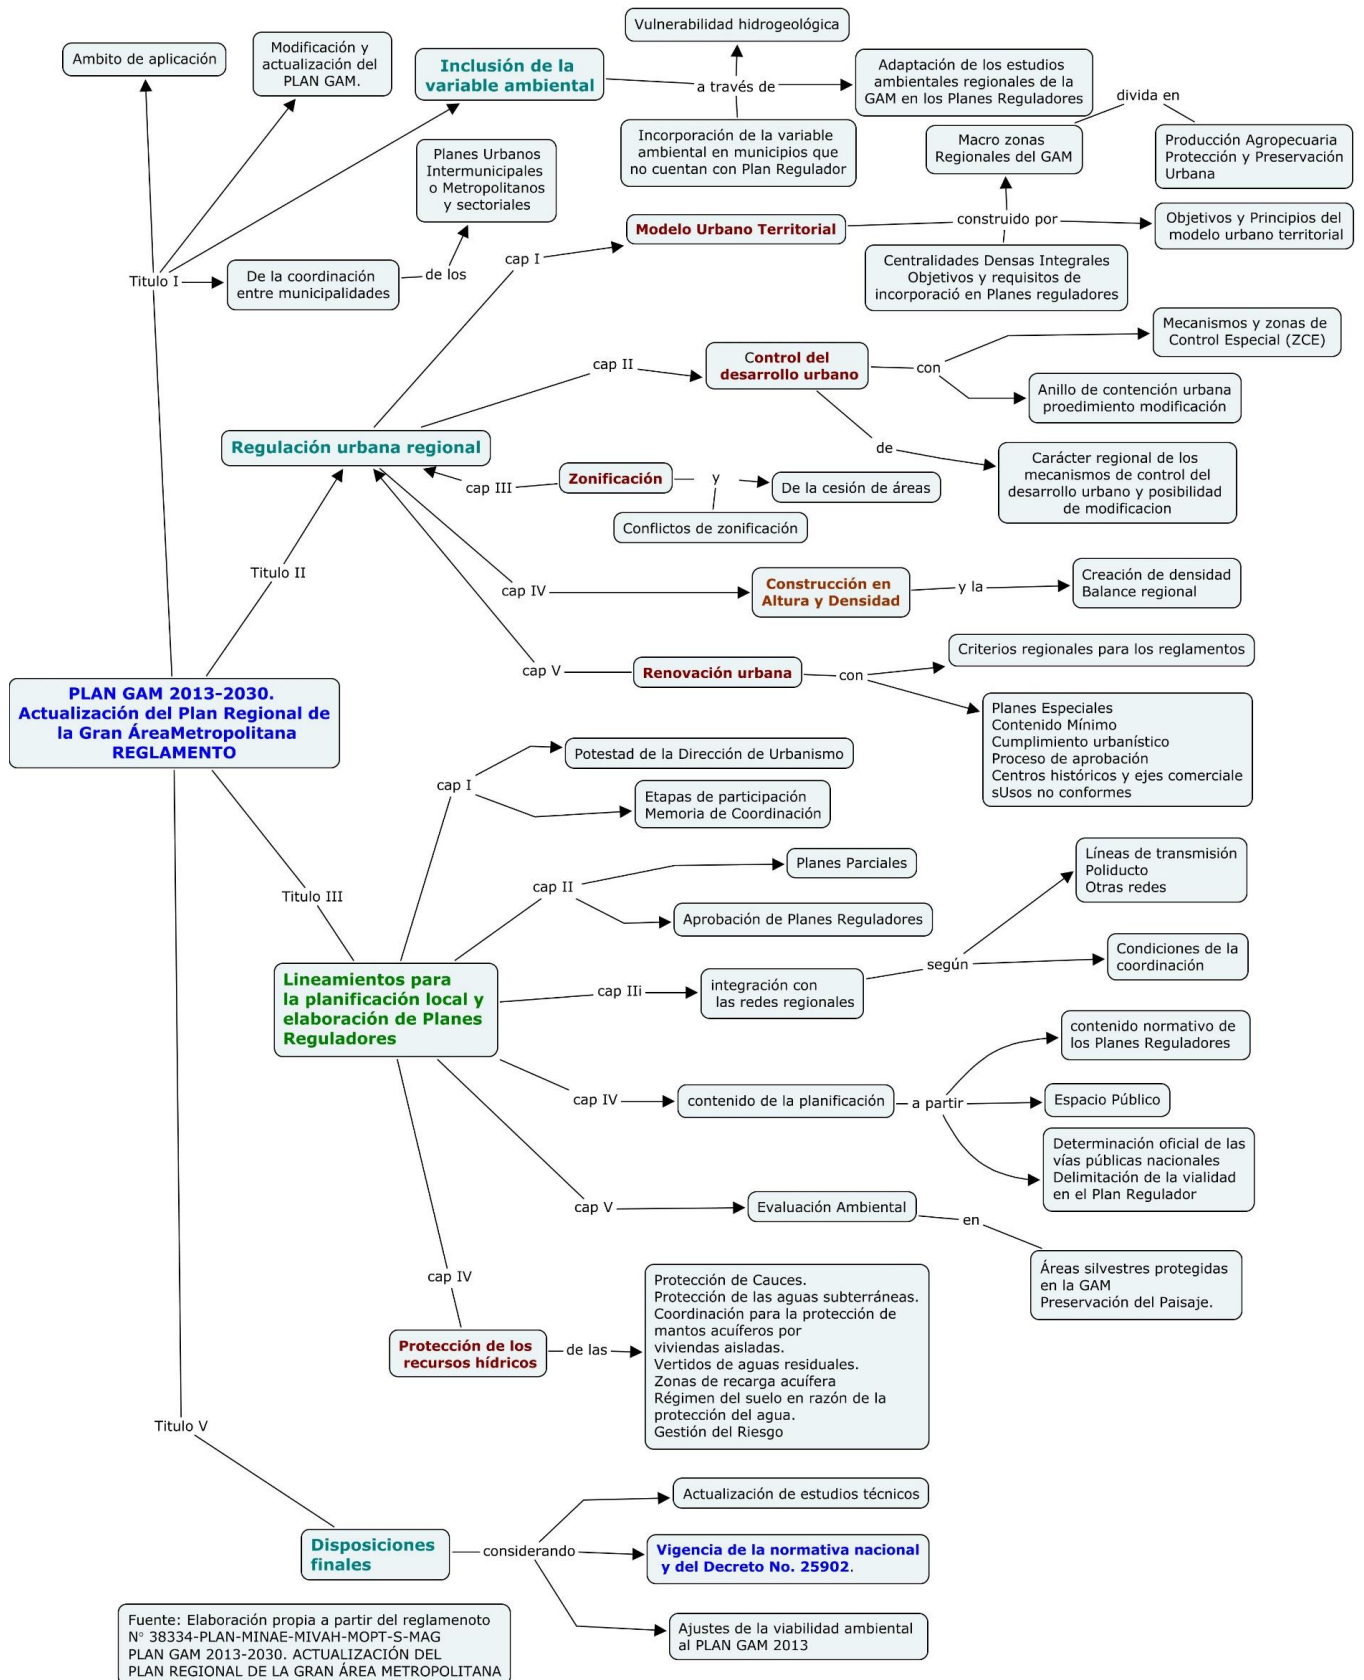 Vulnerabilidad hidrogeológica
Ambito de aplicación
Modificación y
actualización del
PLAN GAM.
Inclusión de la
variable ambiental
a través de
Adaptación de los estudios
ambientales regionales de la
GAM en los Planes Reguladores
divida en
Incorporación de la variable
ambiental en municipios que
no cuentan con Plan Regulador
Macro zonas
Regionales del GAM
Producción Agropecuaria
Protección y Preservación
Urbana
Planes Urbanos
Intermunicipales
o Metropolitanos
y sectoriales
Titulo I
De la coordinación
entre municipalidades
de los
cap I
Modelo Urbano Territorial
construido por
Objetivos y Principios del
modelo urbano territorial
Centralidades Densas Integrales
Objetivos y requisitos de
incorporació en Planes reguladores
cap II
Control del
desarrollo urbano
con
Mecanismos y zonas de
Control Especial (ZCE)
Anillo de contención urbana
proedimiento modificación
de
Carácter regional de los
mecanismos de control del
desarrollo urbano y posibilidad
de modificacion
Regulación urbana regional
cap III
Zonificación
y
De la cesión de áreas
Conflictos de zonificación
Titulo II
cap IV
Construcción en
Altura y Densidad
y la
Creación de densidad
Balance regional
cap V
Renovación urbana
con
Criterios regionales para los reglamentos
Planes Especiales
Contenido Mínimo
Cumplimiento urbanístico
Proceso de aprobación
Centros históricos y ejes comerciale
sUsos no conformes
PLAN GAM 2013-2030.
Actualización del Plan Regional de
la Gran ÁreaMetropolitana
REGLAMENTO
cap I
Potestad de la Dirección de Urbanismo
Etapas de participación
Memoria de Coordinación
Titulo III
cap II
Planes Parciales
Aprobación de Planes Reguladores
Líneas de transmisión
Poliducto
Otras redes
Lineamientos para
la planificación local y
elaboración de Planes
Reguladores
cap IIi
integración con
las redes regionales
según
Condiciones de la
coordinación
cap IV
contenido de la planificación
a partir
contenido normativo de
los Planes Reguladores
Espacio Público
Determinación oficial de las
vías públicas nacionales
Delimitación de la vialidad
en el Plan Regulador
cap V
Evaluación Ambiental
en
Áreas silvestres protegidas
en la GAM
Preservación del Paisaje.
cap IV
Protección de los
recursos hídricos
de las
Protección de Cauces.
Protección de las aguas subterráneas.
Coordinación para la protección de
mantos acuíferos por
viviendas aisladas.
Vertidos de aguas residuales.
Zonas de recarga acuífera
Régimen del suelo en razón de la
protección del agua.
Gestión del Riesgo
Titulo V
Disposiciones
finales
considerando
Actualización de estudios técnicos
Vigencia de la normativa nacional
y del Decreto No. 25902.
Ajustes de la viabilidad ambiental
al PLAN GAM 2013
Fuente: Elaboración propia a partir del reglamenoto
N° 38334-PLAN-MINAE-MIVAH-MOPT-S-MAG
PLAN GAM 2013-2030. ACTUALIZACIÓN DEL
PLAN REGIONAL DE LA GRAN ÁREA METROPOLITANA